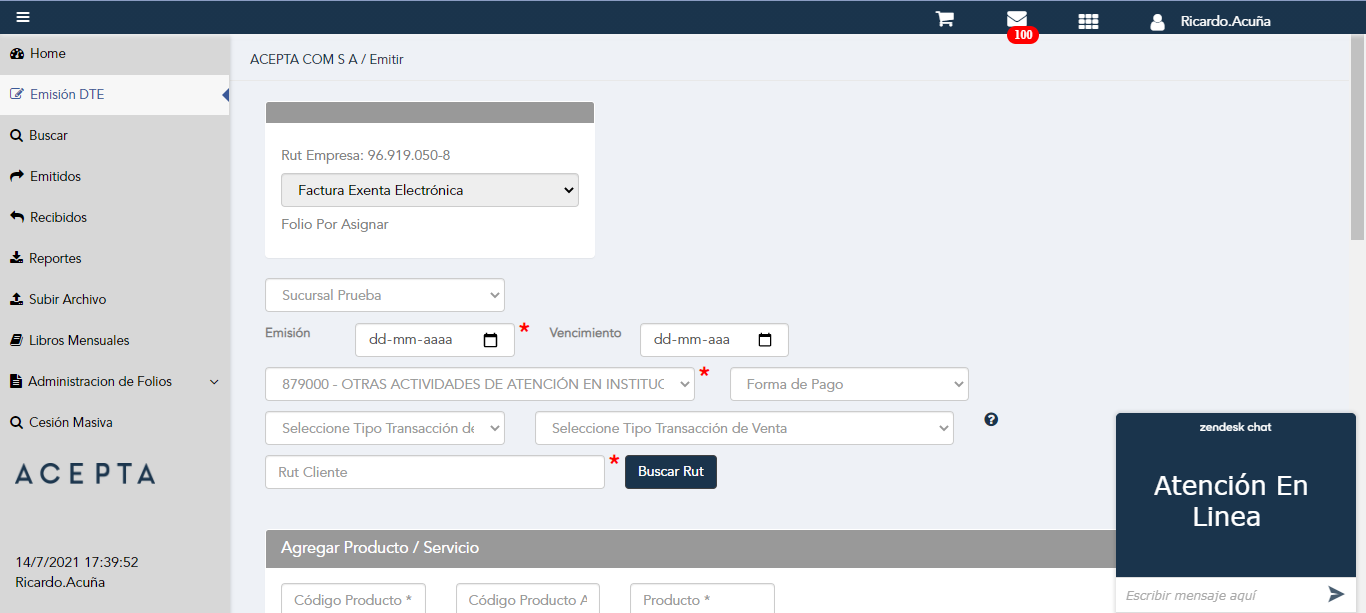 Ricardo.Acuña
100
Home
Emisión DTE
Buscar
Emitidos
Recibidos
Reportes
Subir Archivo
Libros Mensuales
Administracion de Folios
Cesión Masiva
ACEPTA
14/7/2021 17:39:52
Ricardo.Acuña
ACEPTA COM S A / Emitir
Rut Empresa: 96.919.050-8
Factura Exenta Electrónica
Folio Por Asignar
Sucursal Prueba
Emisión dd-mm-aaaa * Vencimiento dd-mm-aaa
879000 - OTRAS ACTIVIDADES DE ATENCIÓN EN INSTITUC * Forma de Pago
Seleccione Tipo Transacción de Seleccione Tipo Transacción de Venta ?
Rut Cliente * Buscar Rut
Agregar Producto / Servicio
Código Producto * Código Producto A Producto *
zendesk chat
Atención En
Linea
Escribir mensaje aquí